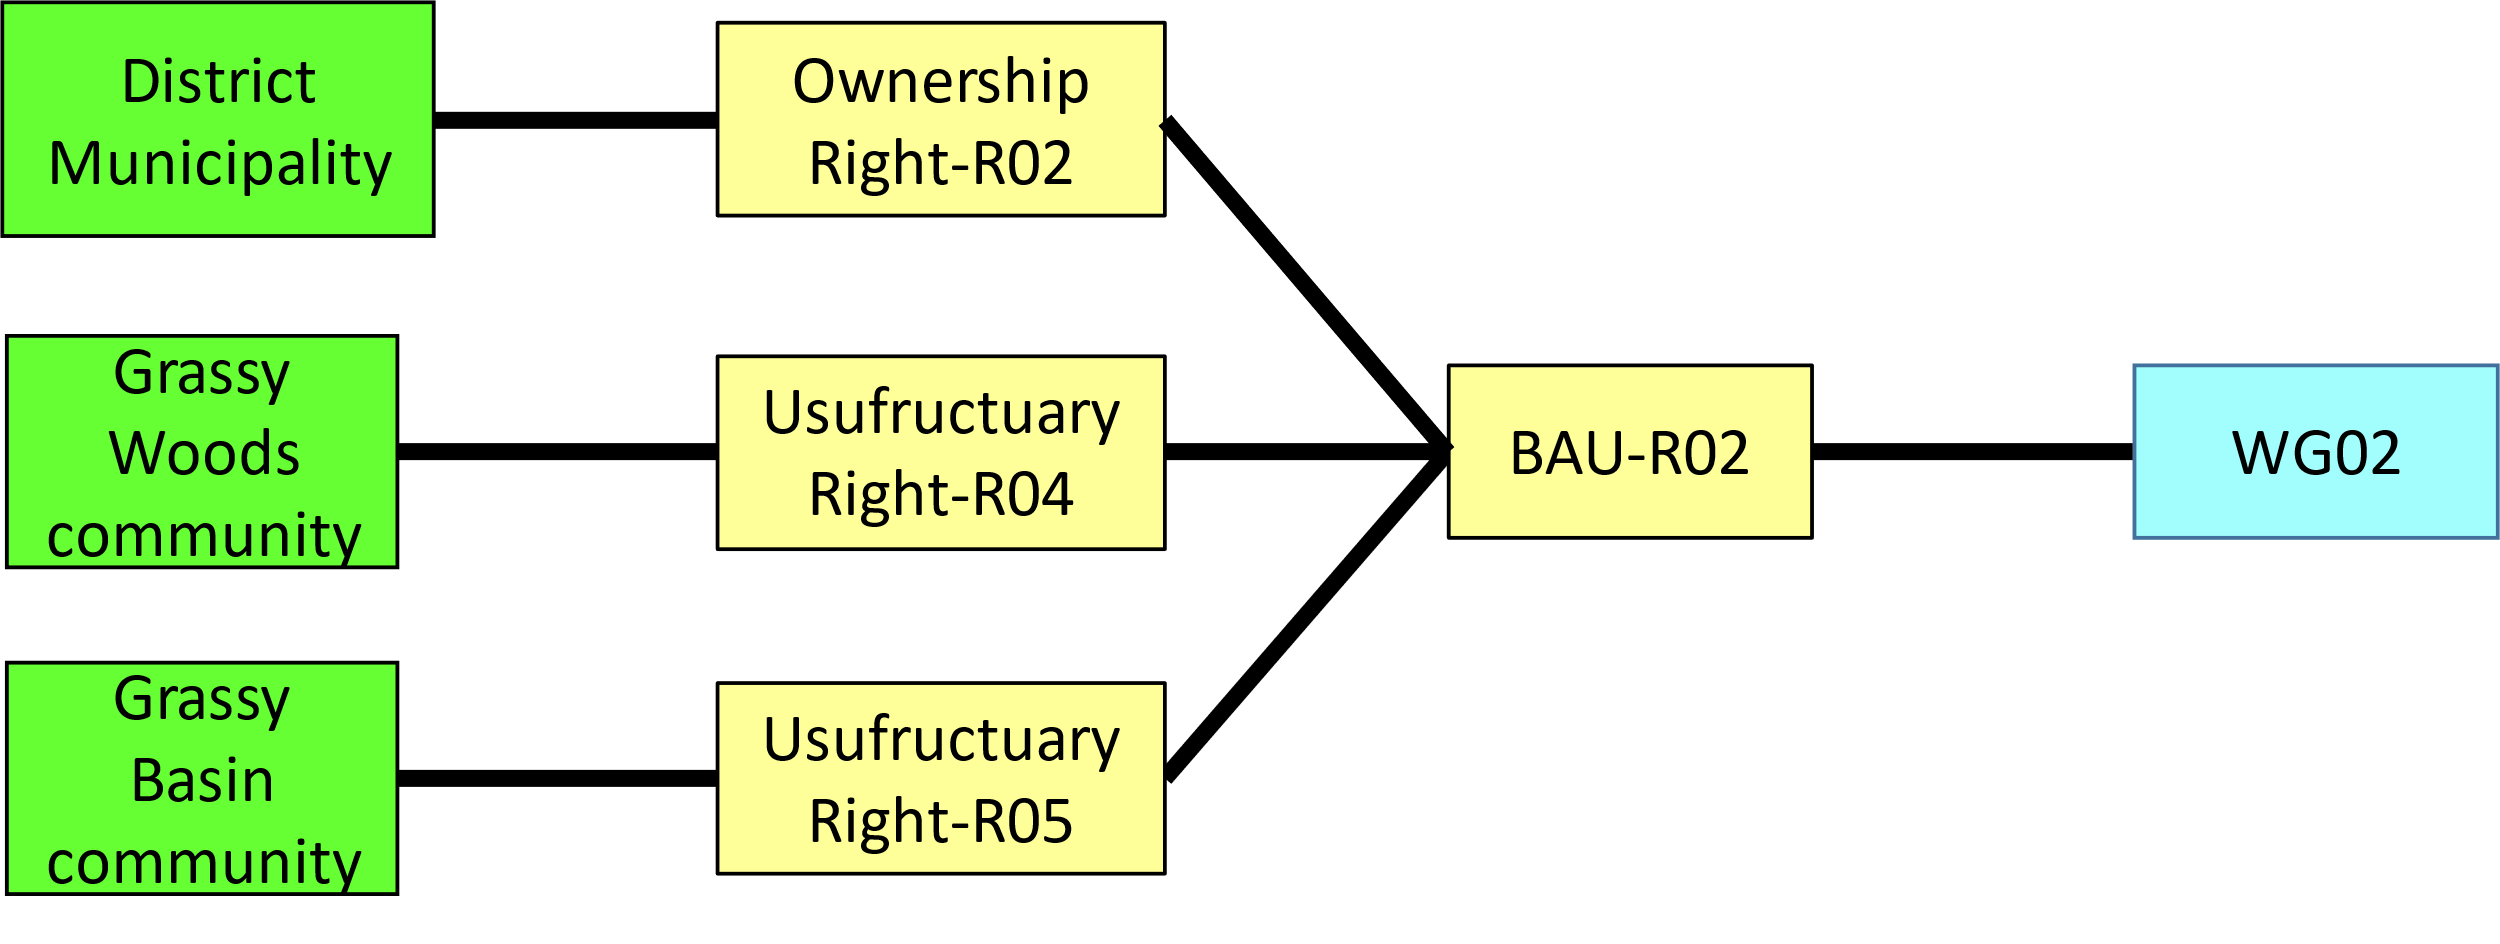 District
Municipality
Ownership
Right-R02
Grassy
Woods
community
Usufructuary
Right-R04
BAU-R02
WG02
Grassy
Basin
community
Usufructuary
Right-R05